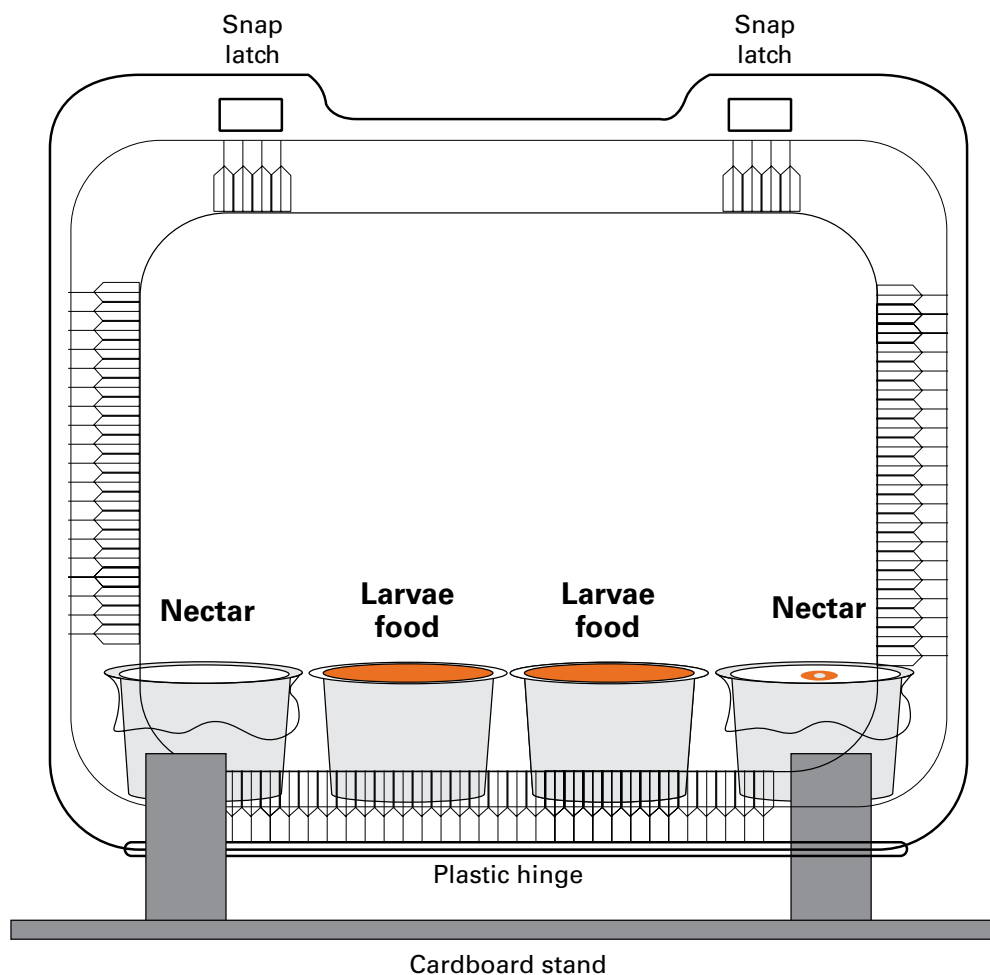 Snap
latch
Snap
latch
Nectar
Larvae
food
Larvae
food
Nectar
Plastic hinge
Cardboard stand